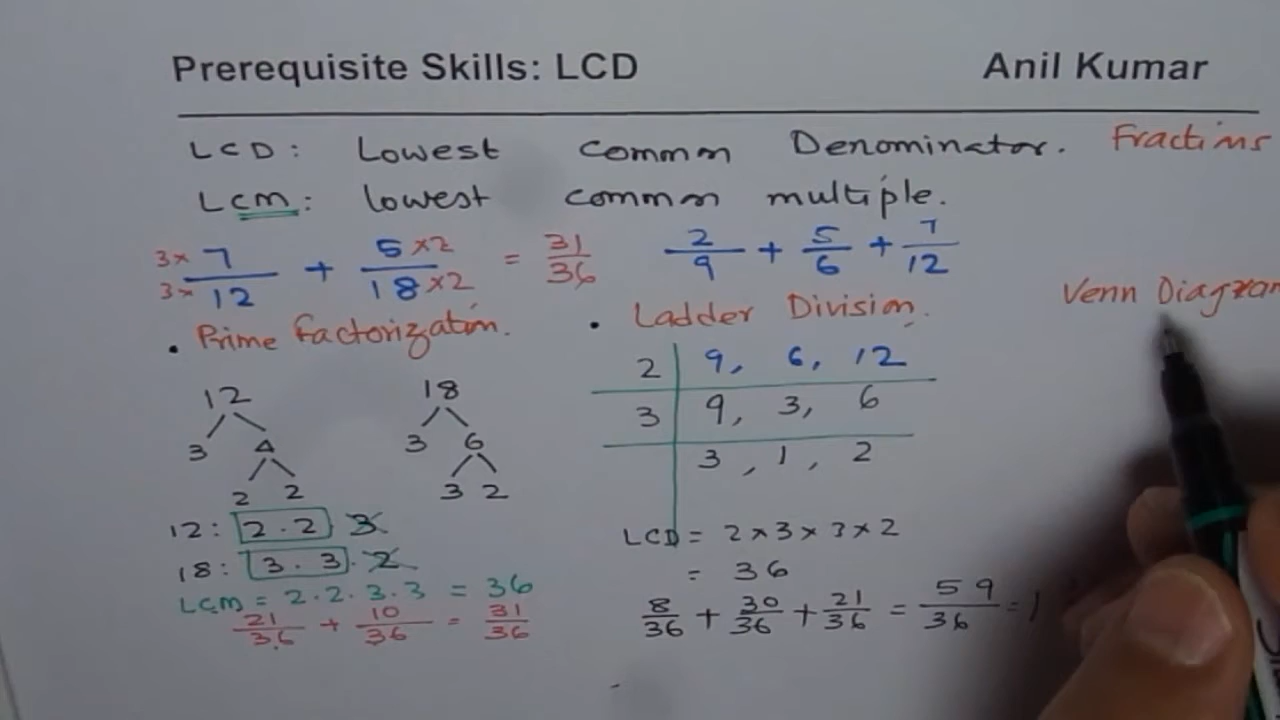 Prerequisite Skills: LCD Anil Kumar
LCD: Lowest common Denominator. Fractions
LCM: lowest common multiple.
3× 7/12 ×3 + 5×2/18×2 = 31/36 2/9 + 5/6 + 7/12
Venn Diagram
• Prime Factorization. • Ladder Division.
12 18 2 | 9, 6, 12
3 4 3 6 3 | 9, 3, 6
2 2 3 2 3, 1, 2
12: 2 · 2 · 3 LCD = 2×3×3×2
18: 3 · 3 · 2 = 36
LCM = 2·2·3·3 = 36
21/36 + 10/36 = 31/36 8/36 + 30/36 + 21/36 = 59/36 = 1